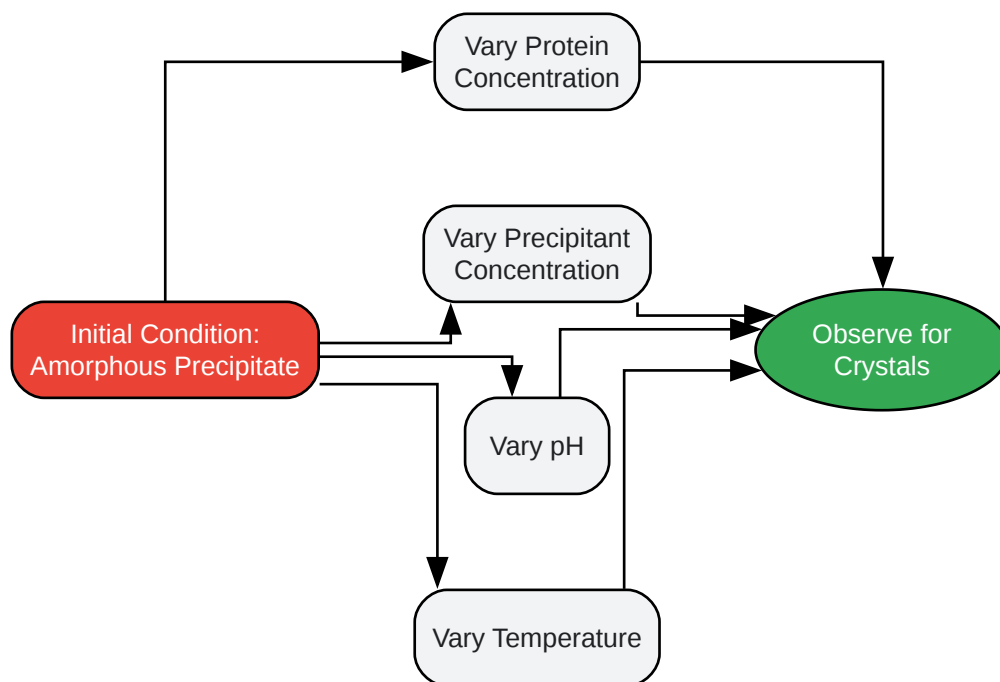 Vary Protein
Concentration
Vary Precipitant
Concentration
Initial Condition:
Amorphous Precipitate
Observe for
Crystals
Vary pH
Vary Temperature